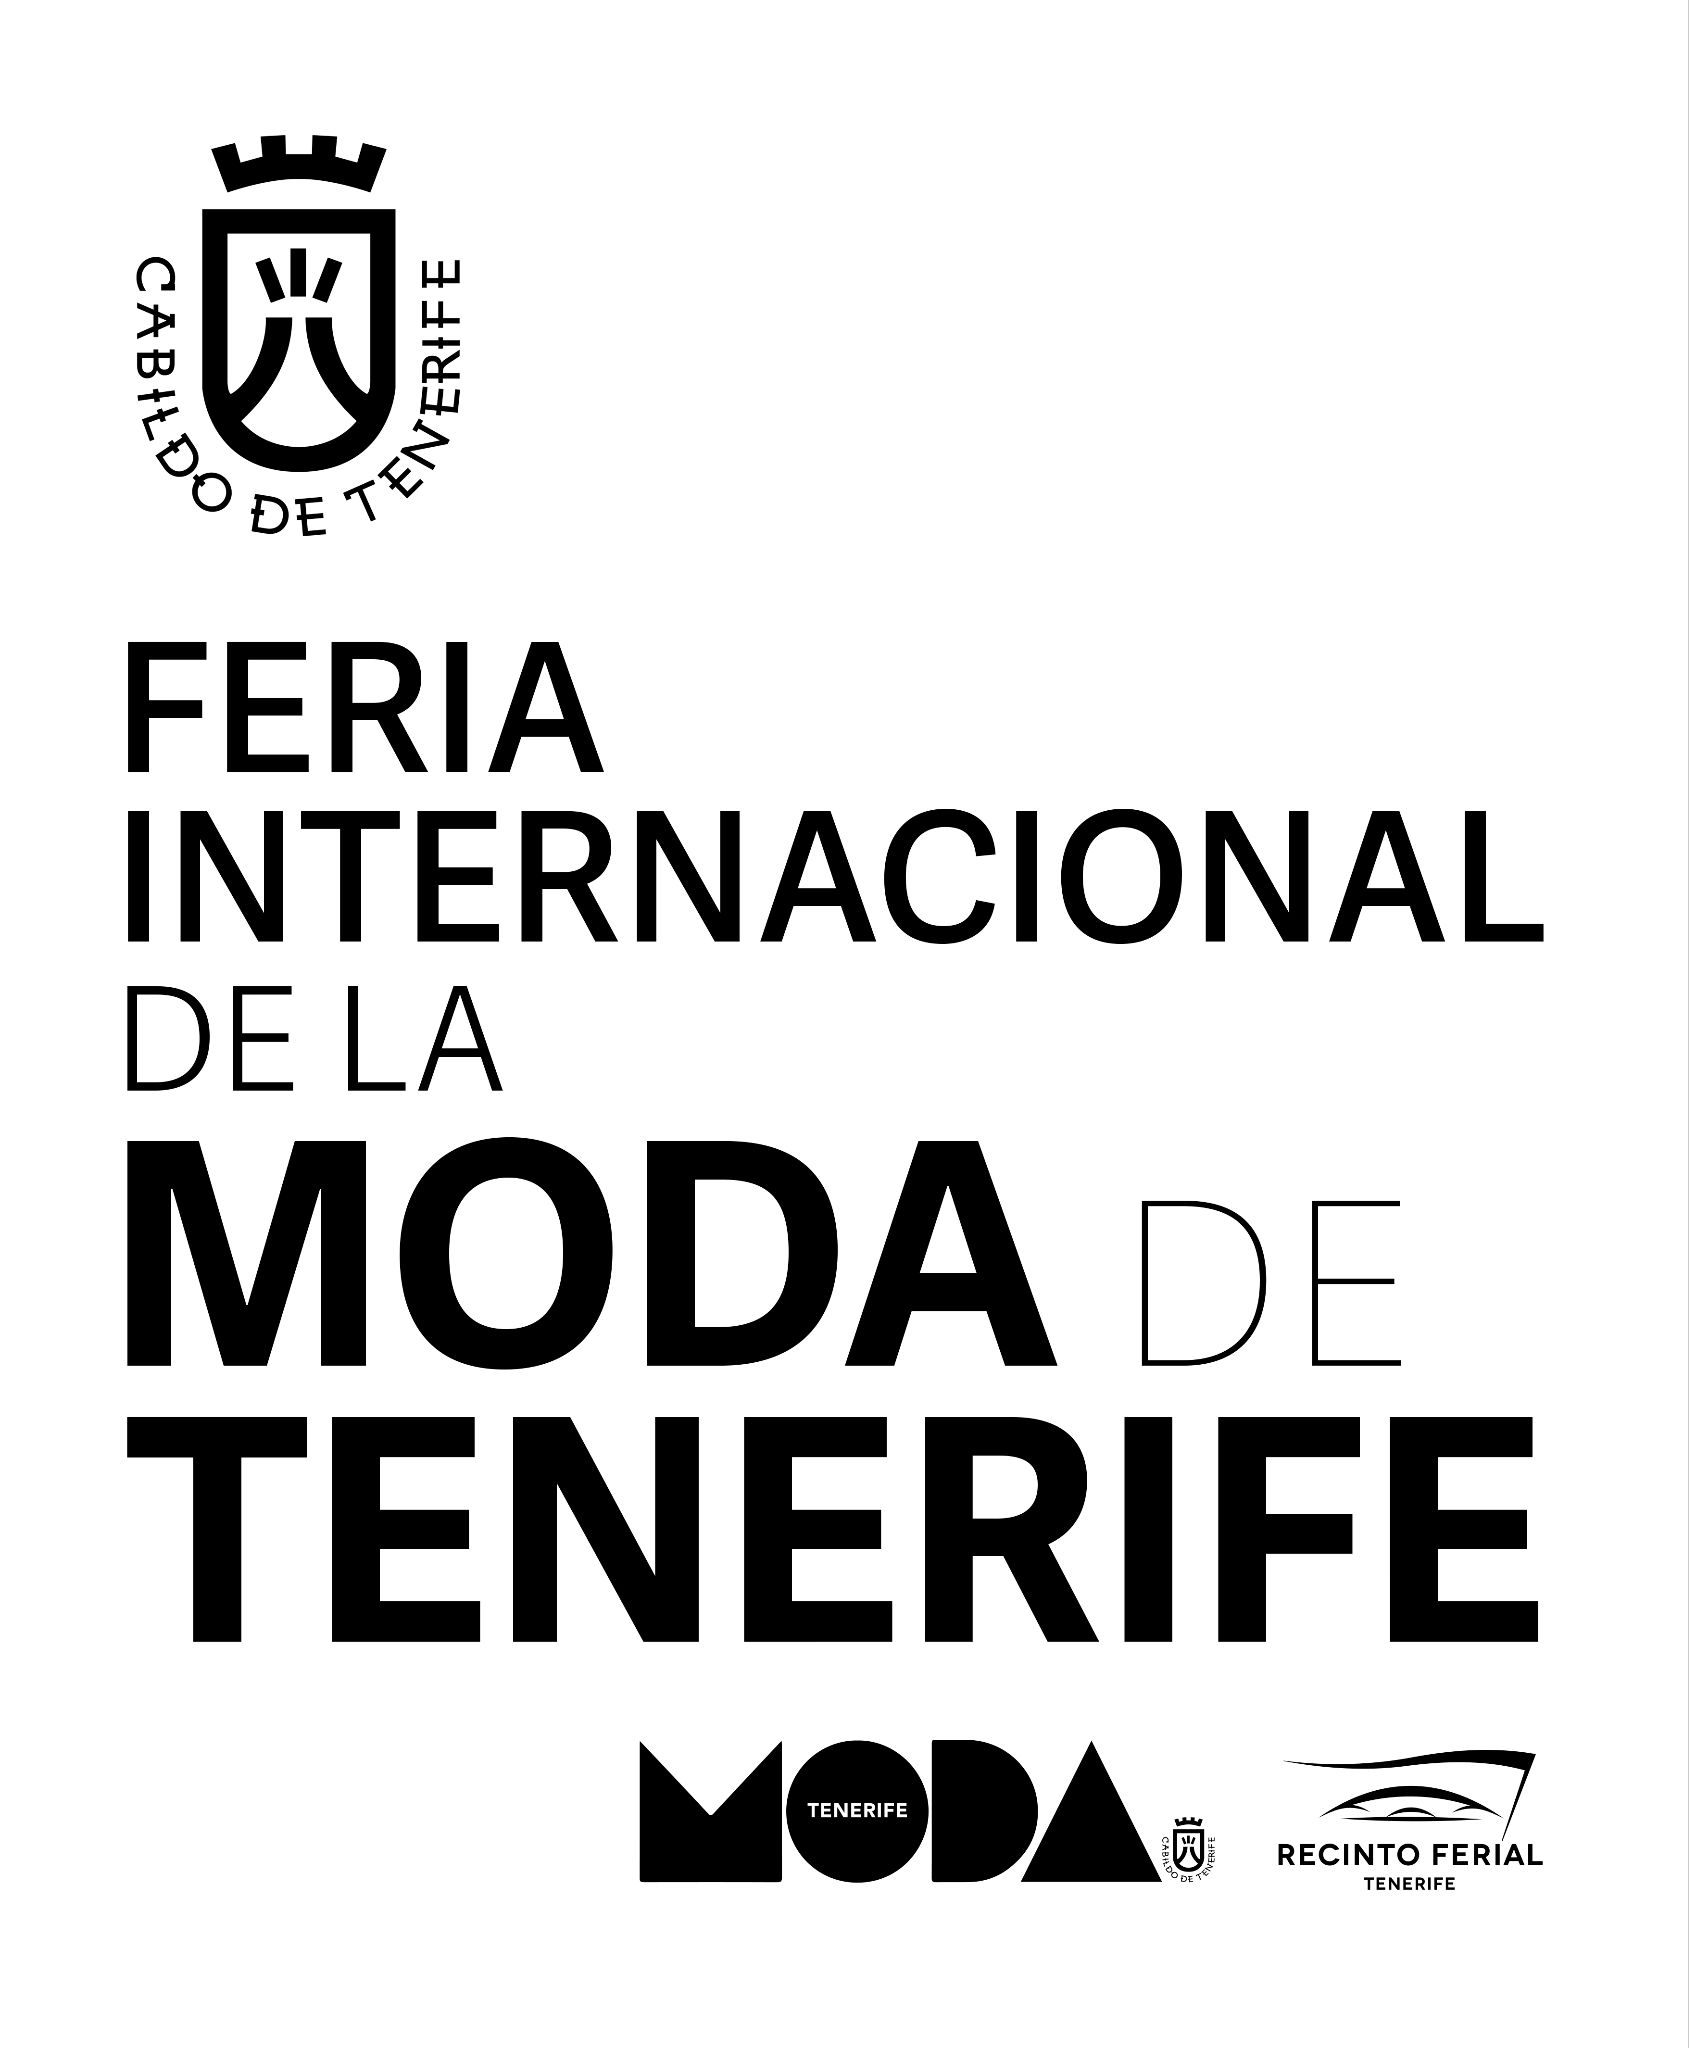 CABILDO DE TENERIFE
FERIA
INTERNACIONAL
DE LA
MODA DE
TENERIFE
MODA
TENERIFE
CABILDO DE TENERIFE
RECINTO FERIAL
TENERIFE